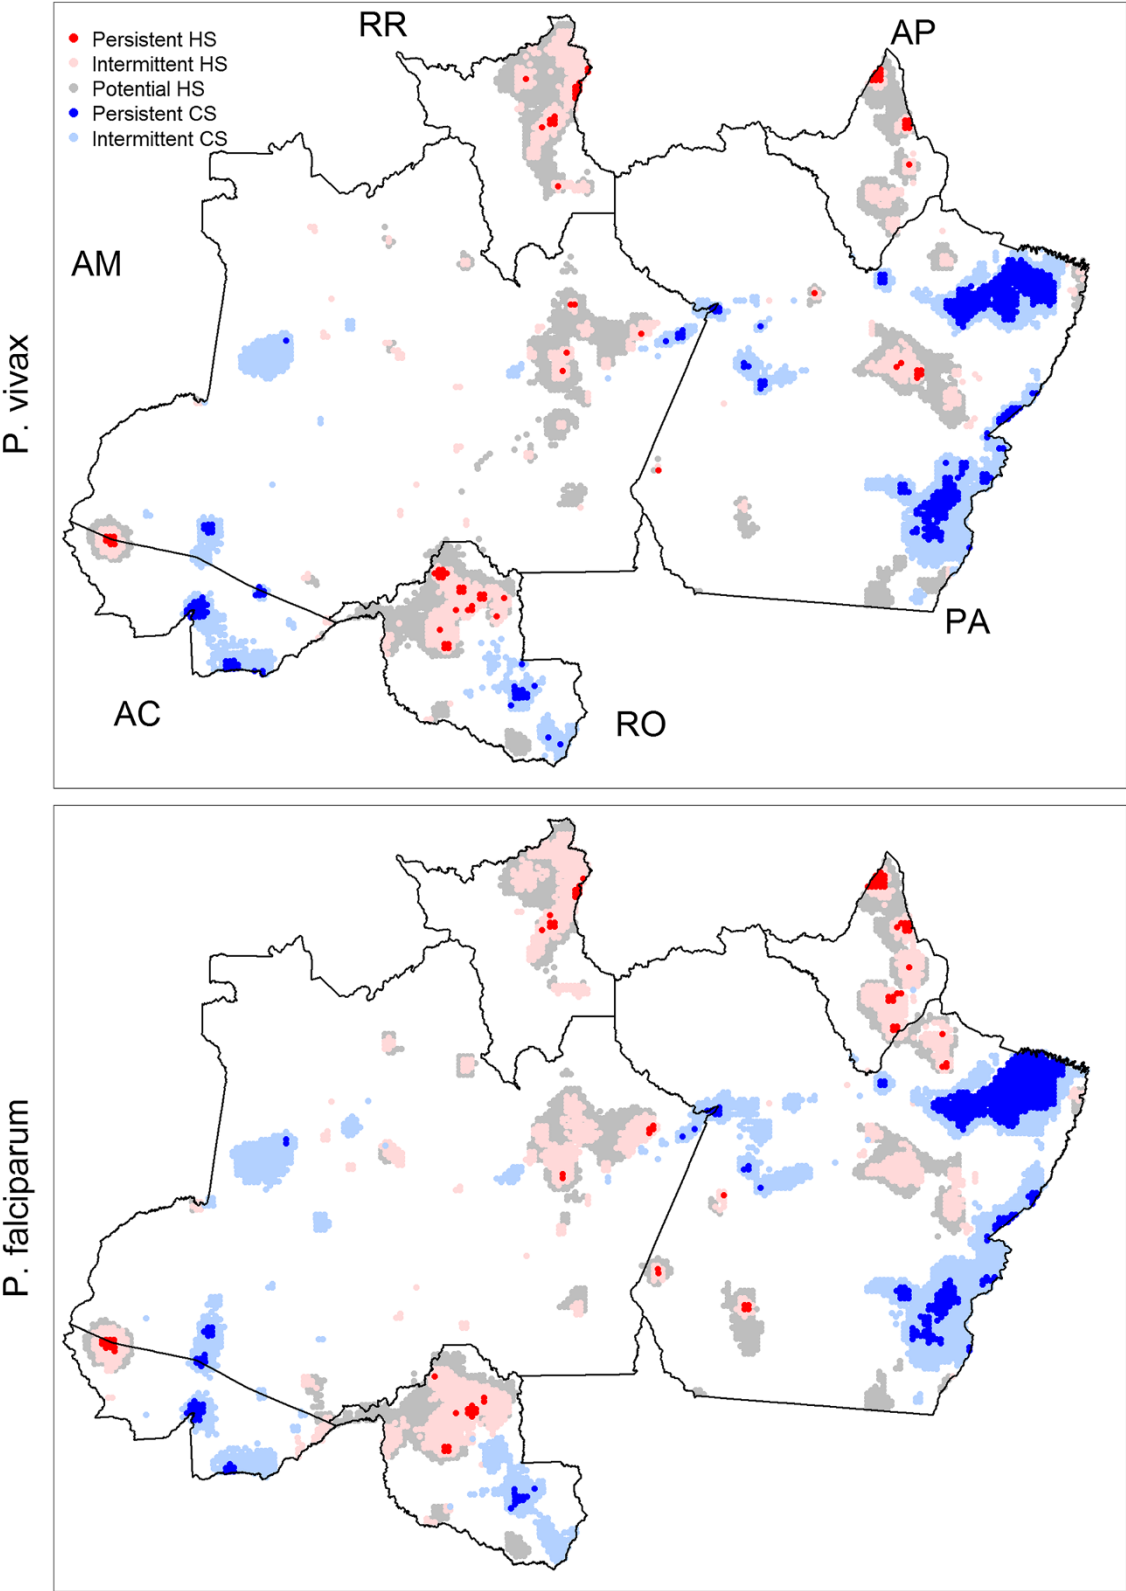 RR
AP
Persistent HS
Intermittent HS
Potential HS
Persistent CS
Intermittent CS
AM
P. vivax
PA
AC
RO
P. falciparum